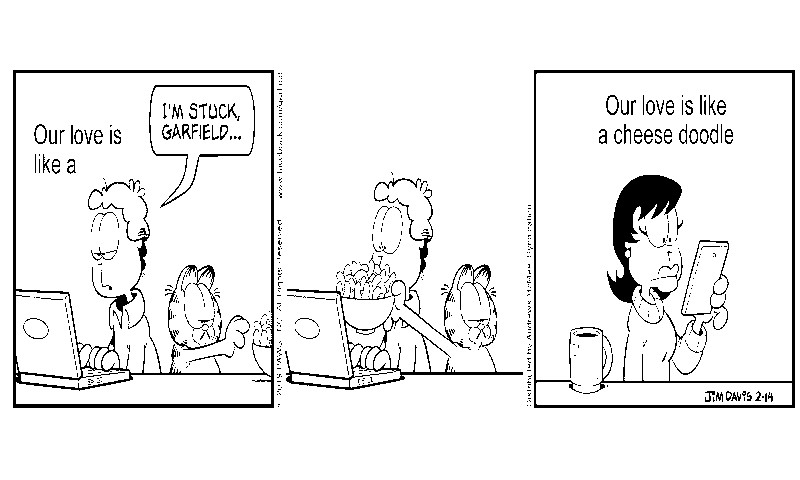 Our love is
like a
I'M STUCK,
GARFIELD...
Our love is like
a cheese doodle
JIM DAVIS 2-14